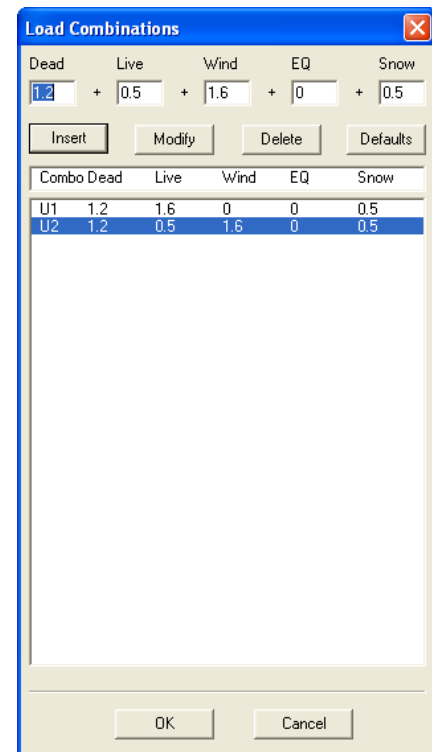 Load Combinations
Dead Live Wind EQ Snow
1.2 + 0.5 + 1.6 + 0 + 0.5
Insert Modify Delete Defaults
Combo Dead Live Wind EQ Snow
U1 1.2 1.6 0 0 0.5
U2 1.2 0.5 1.6 0 0.5
OK Cancel